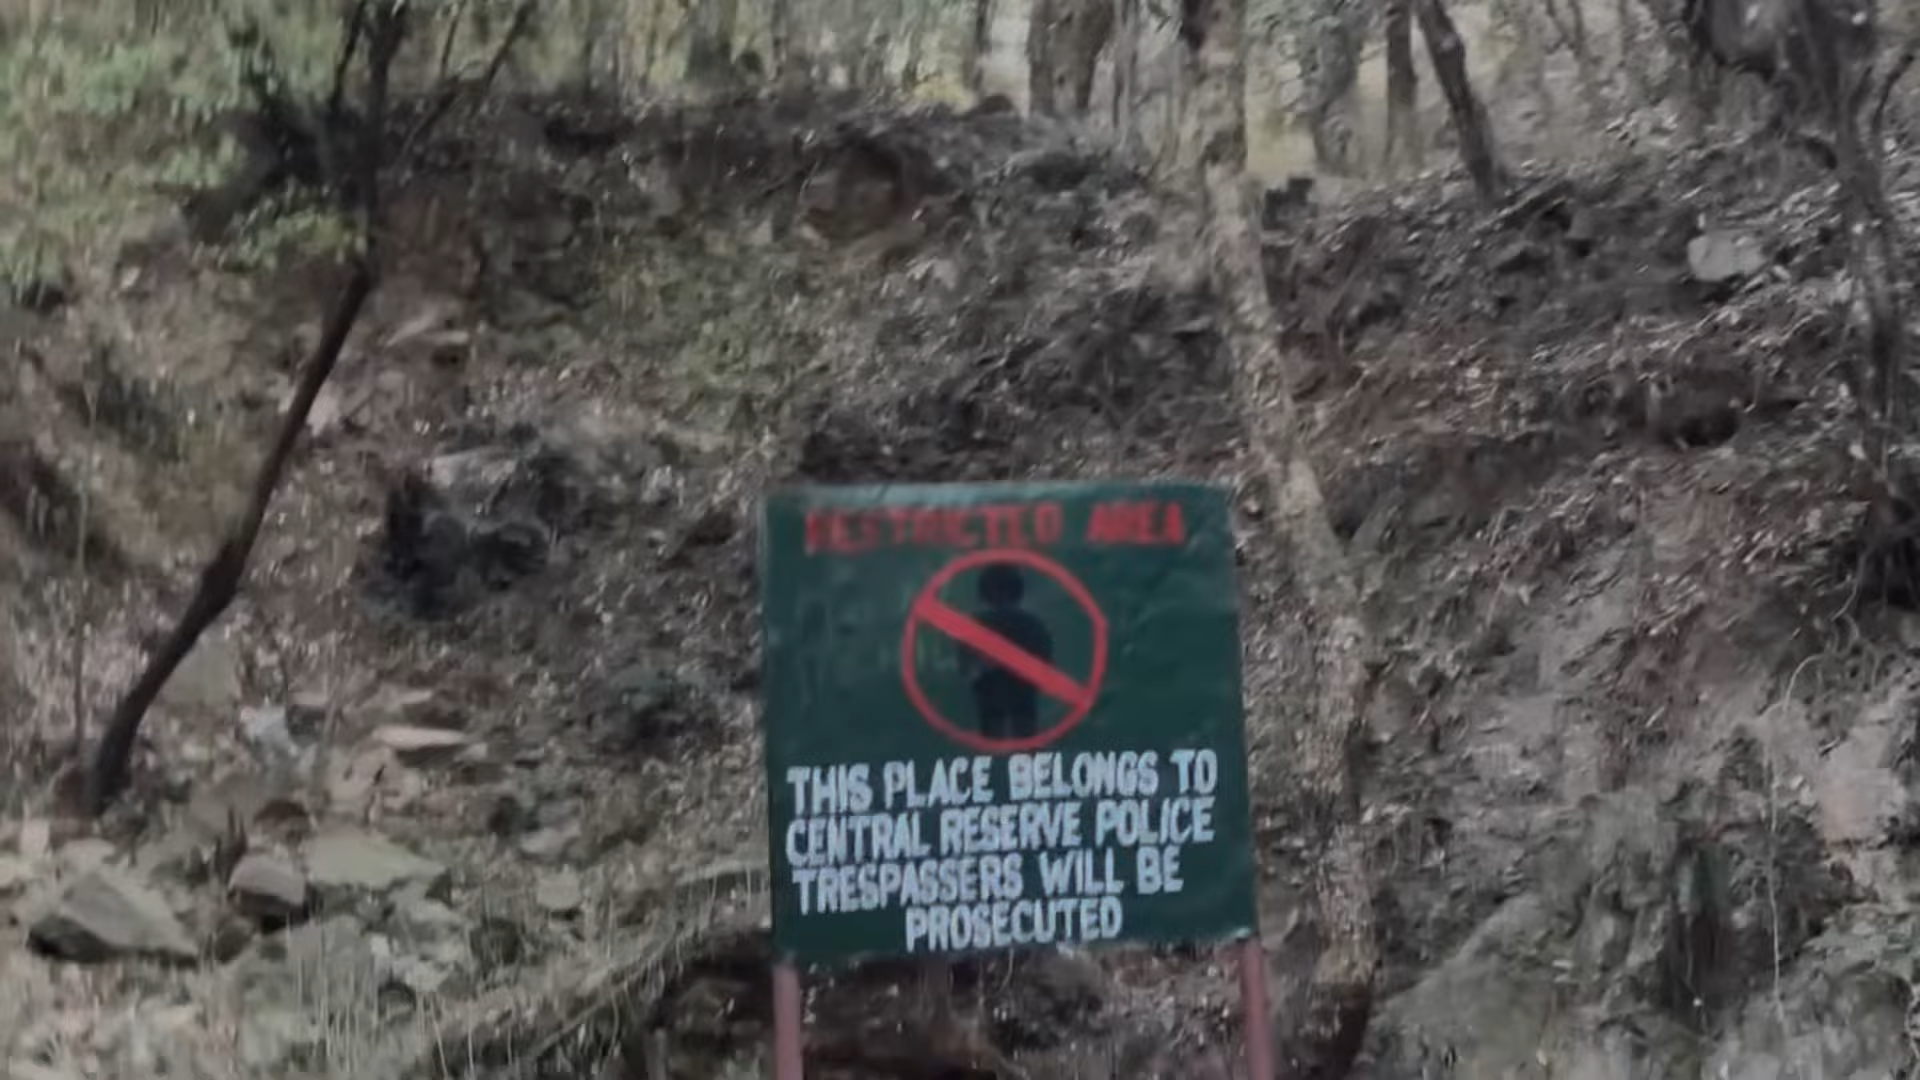 RESTRICTED AREA
THIS PLACE BELONGS TO
CENTRAL RESERVE POLICE
TRESPASSERS WILL BE
PROSECUTED